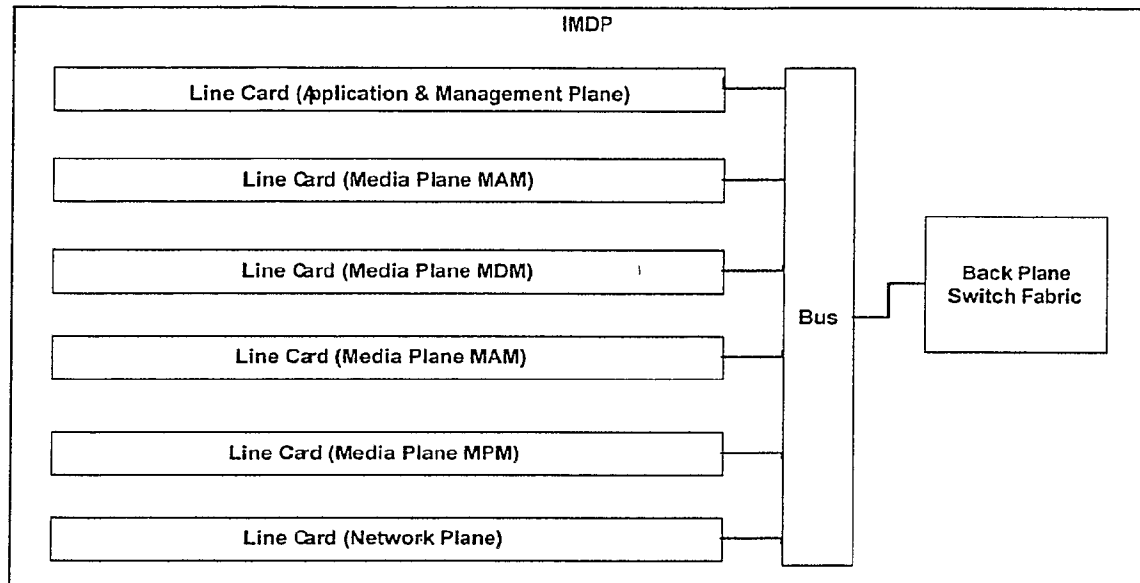 IMDP
Line Card (Application & Management Plane)
Line Card (Media Plane MAM)
Line Card (Media Plane MDM)
Line Card (Media Plane MAM)
Line Card (Media Plane MPM)
Line Card (Network Plane)
Bus
Back Plane
Switch Fabric